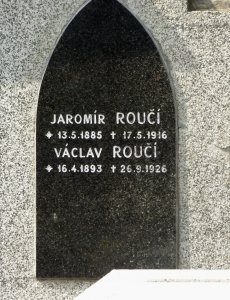 JAROMÍR ROUČÍ
* 13.5.1885 † 17.5.1916
VÁCLAV ROUČÍ
* 16.4.1893 † 26.9.1926